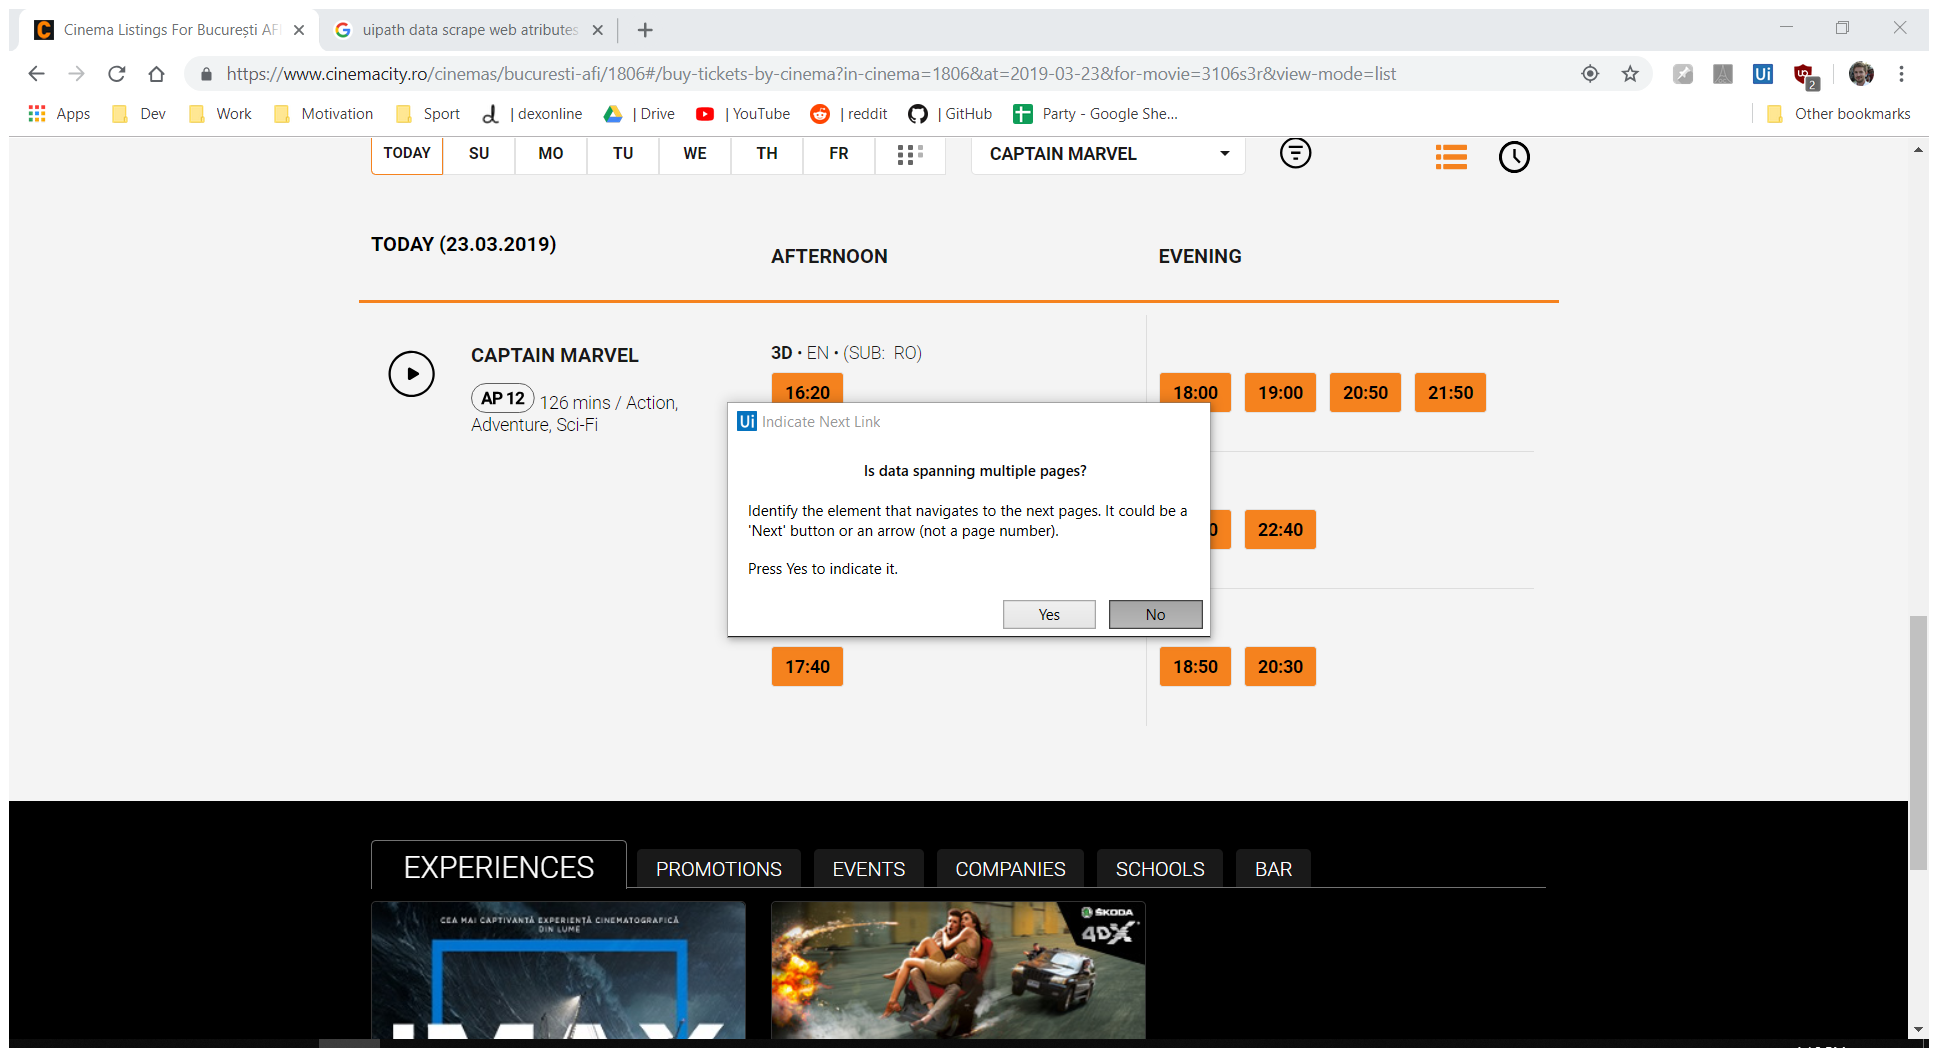 Cinema Listings For București AF
uipath data scrape web atributes
https://www.cinemacity.ro/cinemas/bucuresti-afi/1806#/buy-tickets-by-cinema?in-cinema=1806&at=2019-03-23&for-movie=3106s3r&view-mode=list
Ui
2
Apps Dev Work Motivation Sport | dexonline | Drive | YouTube | reddit | GitHub Party - Google She... Other bookmarks
TODAY SU MO TU WE TH FR CAPTAIN MARVEL
TODAY (23.03.2019)
AFTERNOON EVENING
CAPTAIN MARVEL
3D • EN • (SUB: RO)
AP 12 126 mins / Action,
Adventure, Sci-Fi
16:20 18:00 19:00 20:50 21:50
Ui Indicate Next Link
Is data spanning multiple pages?
Identify the element that navigates to the next pages. It could be a
'Next' button or an arrow (not a page number).
Press Yes to indicate it.
Yes No
0 22:40
17:40 18:50 20:30
EXPERIENCES PROMOTIONS EVENTS COMPANIES SCHOOLS BAR
CEA MAI CAPTIVANTĂ EXPERIENȚĂ CINEMATOGRAFICĂ
DIN LUME
IMAX
ŠKODA
4DX